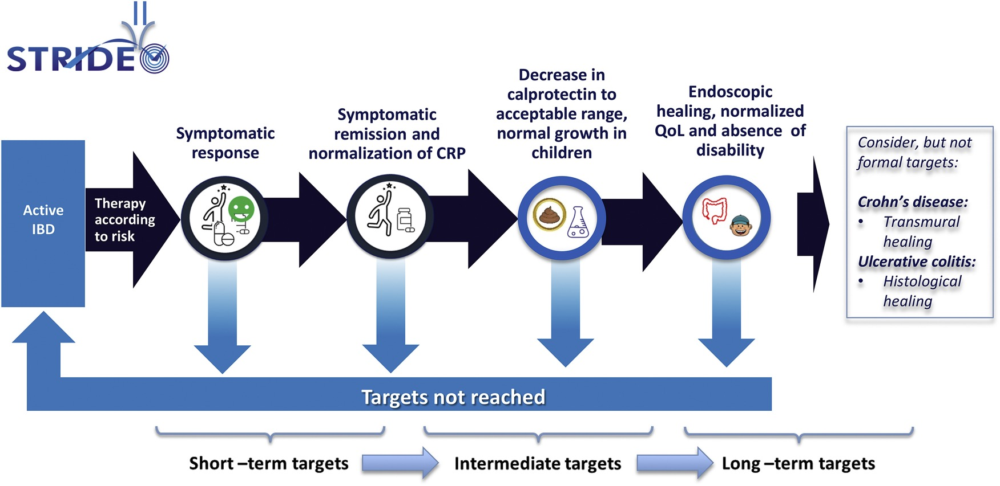 II
STRIDE
Active
IBD
Therapy
according
to risk
Symptomatic
response
Symptomatic
remission and
normalization of CRP
Decrease in
calprotectin to
acceptable range,
normal growth in
children
Endoscopic
healing, normalized
QoL and absence of
disability
Consider, but not
formal targets:
Crohn’s disease:
• Transmural
healing
Ulcerative colitis:
• Histological
healing
Targets not reached
Short –term targets
Intermediate targets
Long –term targets